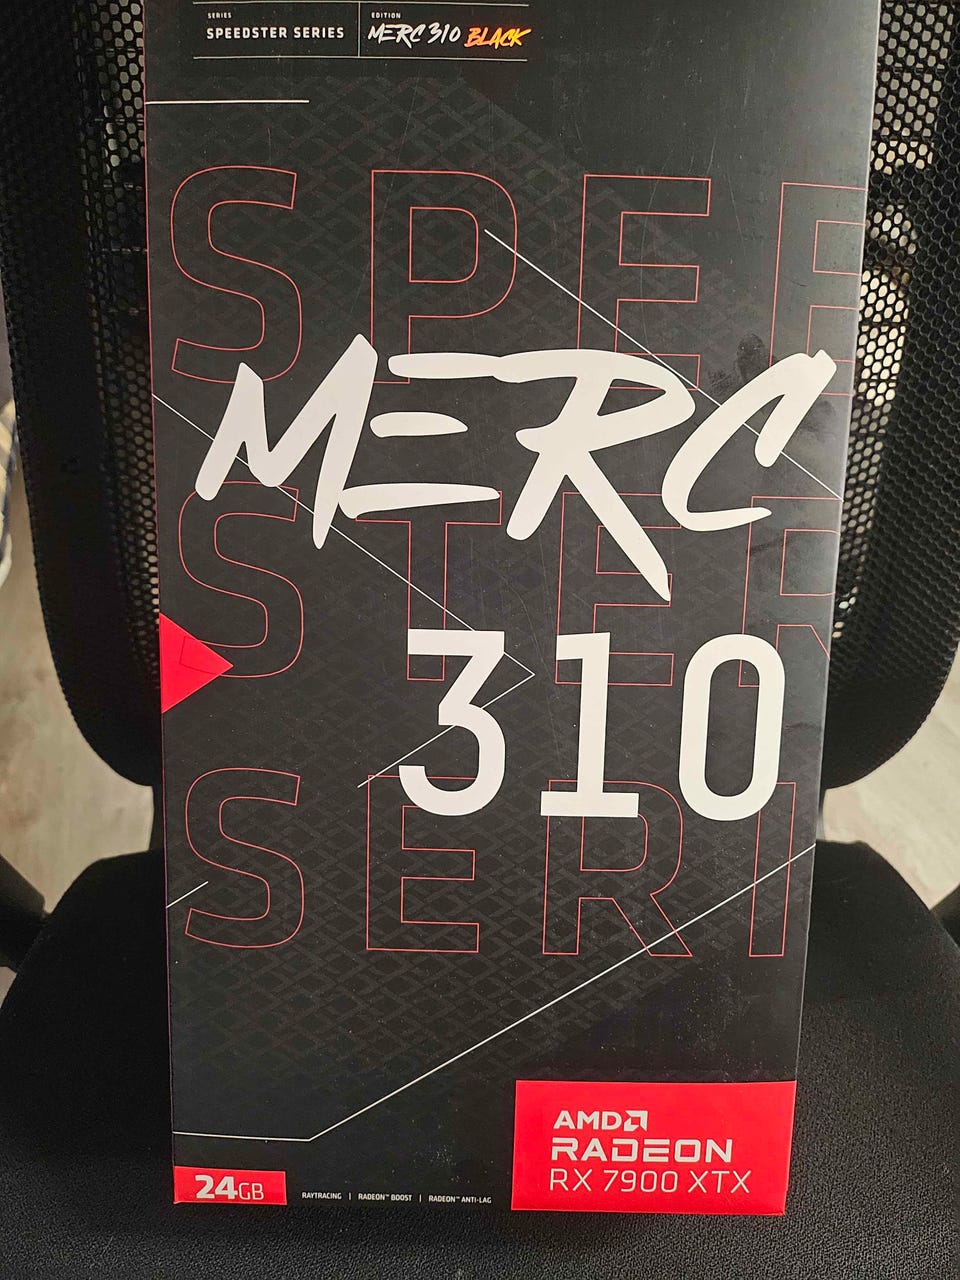 SERIES
SPEEDSTER SERIES
EDITION
MERC 310 BLACK
SPEE
MERC
STER
310
SERI
AMD
RADEON
RX 7900 XTX
24GB
RAYTRACING | RADEON™ BOOST | RADEON™ ANTI-LAG